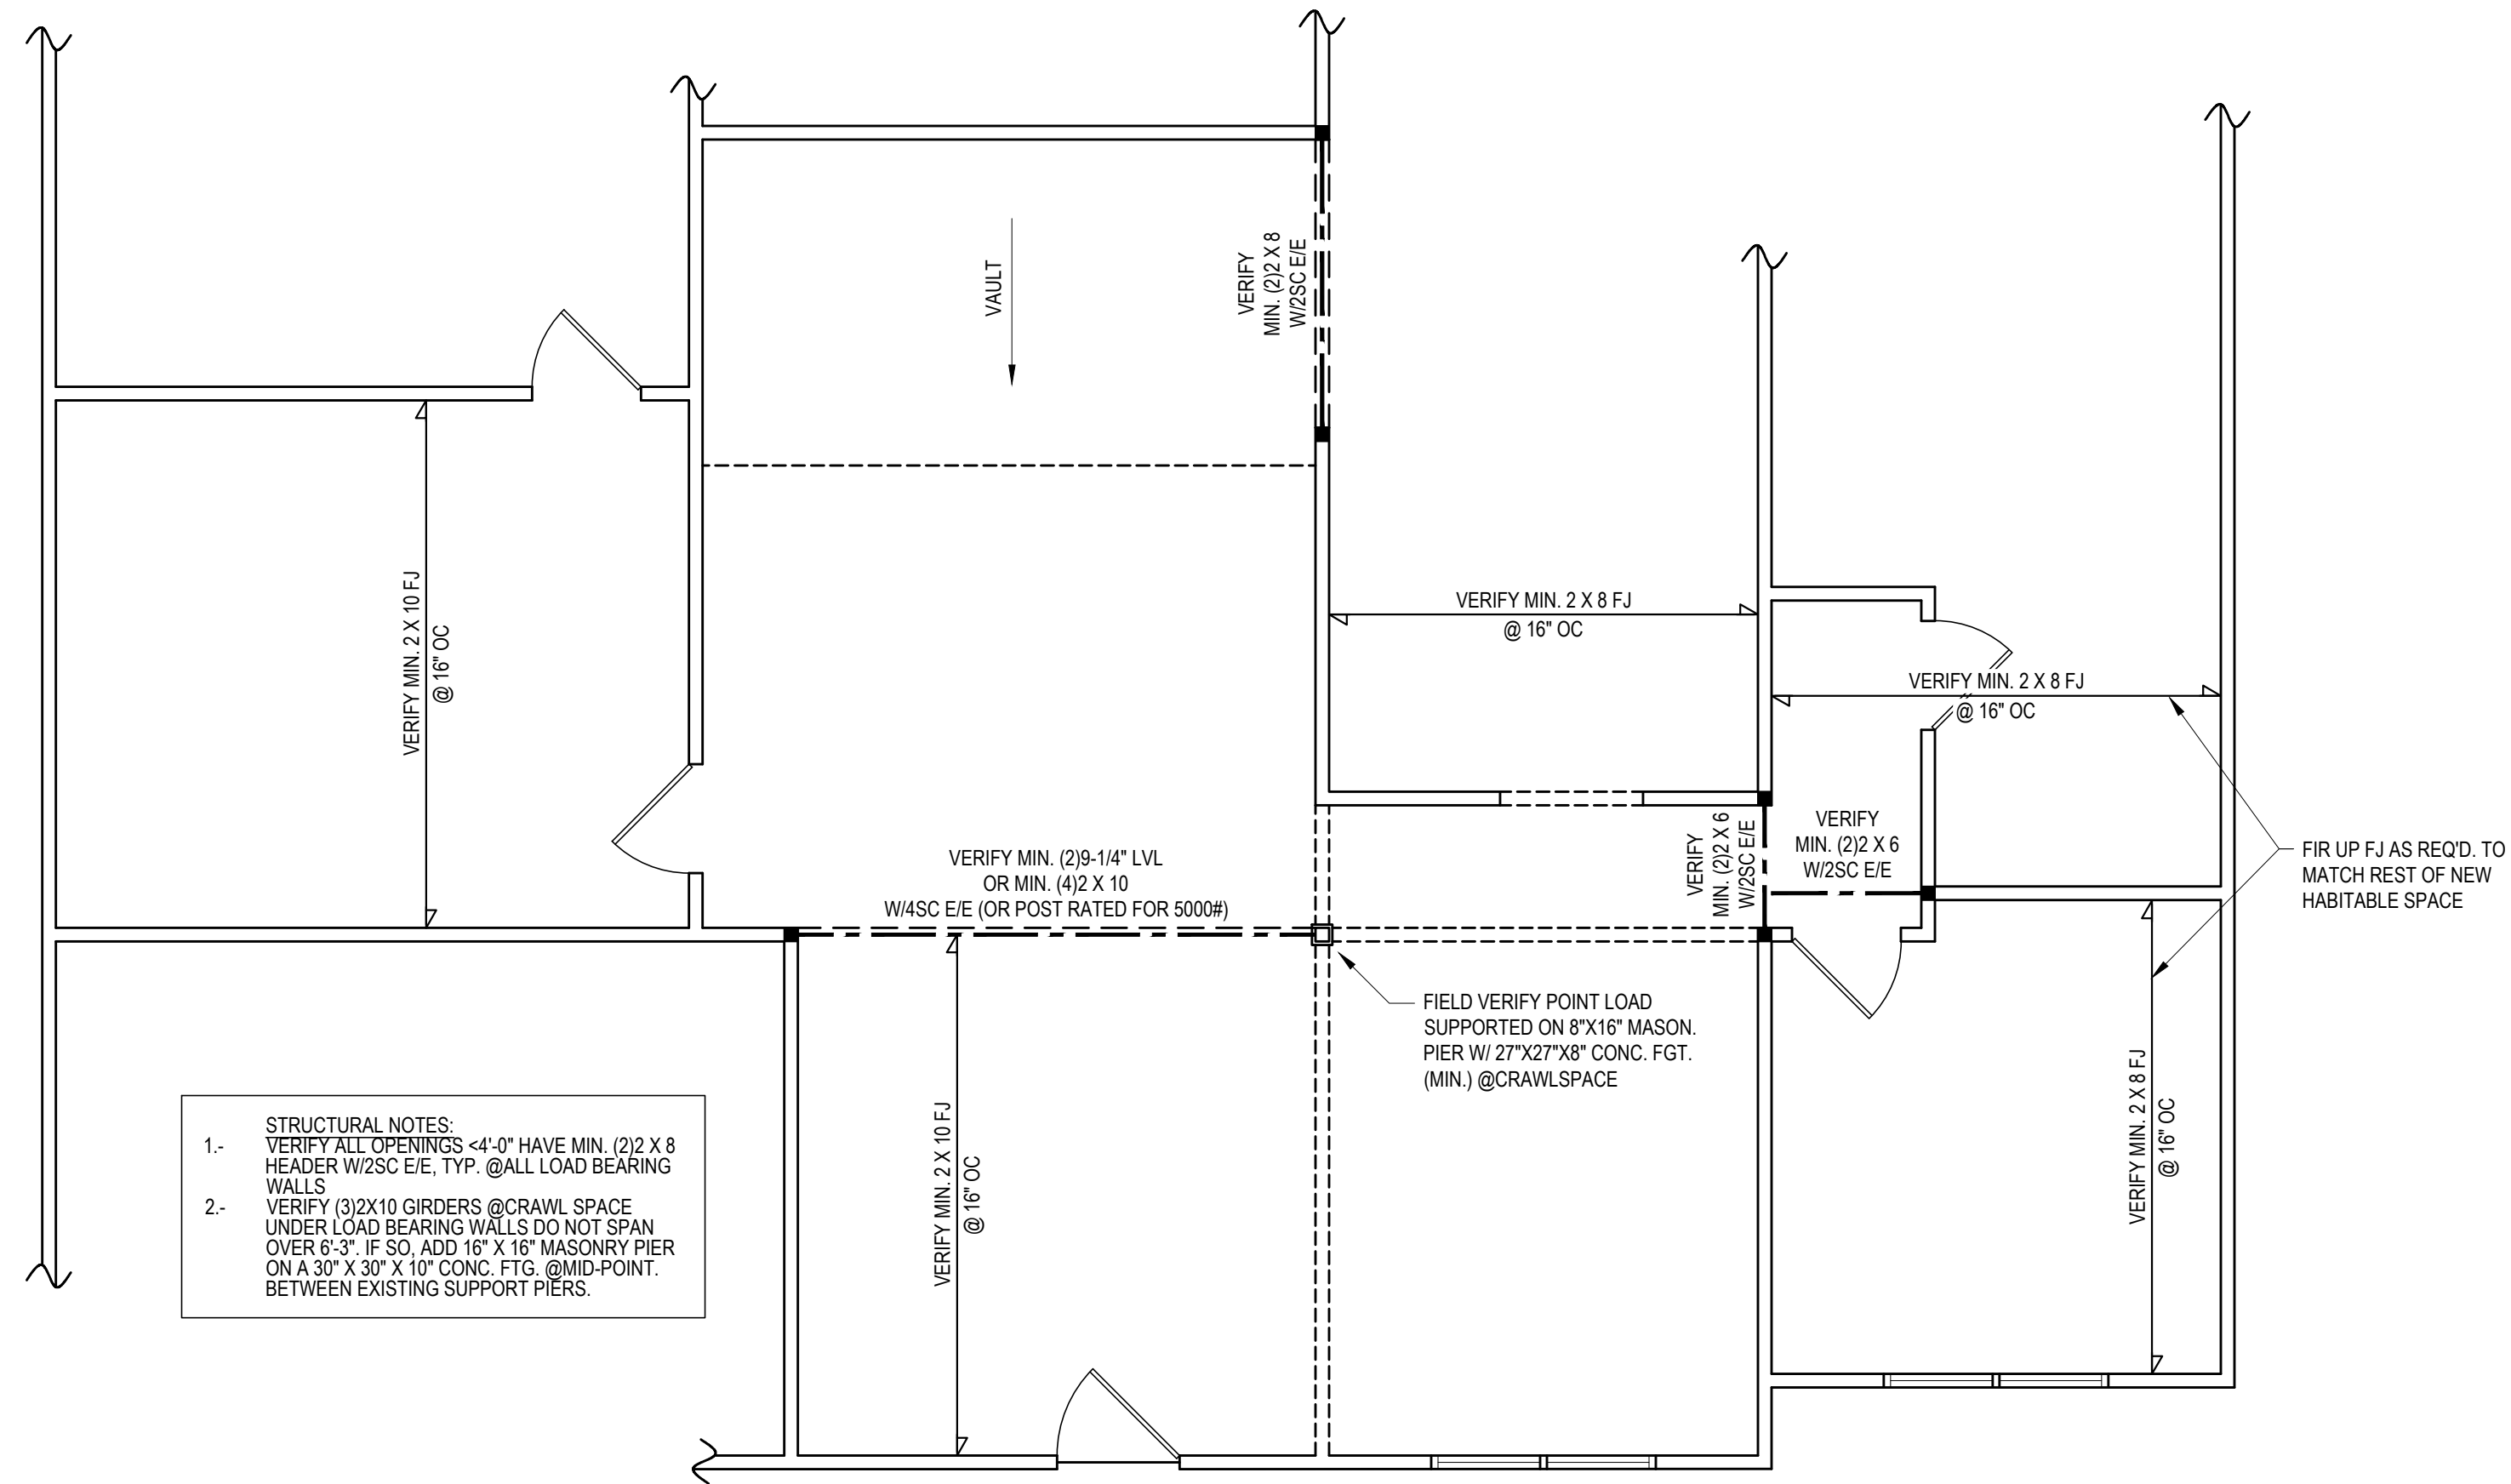 VAULT
VERIFY
MIN. (2)2 X 8
W/2SC E/E
VERIFY MIN. 2 X 10 FJ
@ 16" OC
VERIFY MIN. 2 X 8 FJ
@ 16" OC
VERIFY MIN. 2 X 8 FJ
@ 16" OC
VERIFY MIN. (2)9-1/4" LVL
OR MIN. (4)2 X 10
W/4SC E/E (OR POST RATED FOR 5000#)
VERIFY
MIN. (2)2 X 6
W/2SC E/E
VERIFY
MIN. (2)2 X 6
W/2SC E/E
FIR UP FJ AS REQ'D. TO
MATCH REST OF NEW
HABITABLE SPACE
FIELD VERIFY POINT LOAD
SUPPORTED ON 8"X16" MASON.
PIER W/ 27"X27"X8" CONC. FGT.
(MIN.) @CRAWLSPACE
VERIFY MIN. 2 X 10 FJ
@ 16" OC
VERIFY MIN. 2 X 8 FJ
@ 16" OC
STRUCTURAL NOTES:
1.- VERIFY ALL OPENINGS <4'-0" HAVE MIN. (2)2 X 8
HEADER W/2SC E/E, TYP. @ALL LOAD BEARING
WALLS
2.- VERIFY (3)2X10 GIRDERS @CRAWL SPACE
UNDER LOAD BEARING WALLS DO NOT SPAN
OVER 6'-3". IF SO, ADD 16" X 16" MASONRY PIER
ON A 30" X 30" X 10" CONC. FTG. @MID-POINT.
BETWEEN EXISTING SUPPORT PIERS.